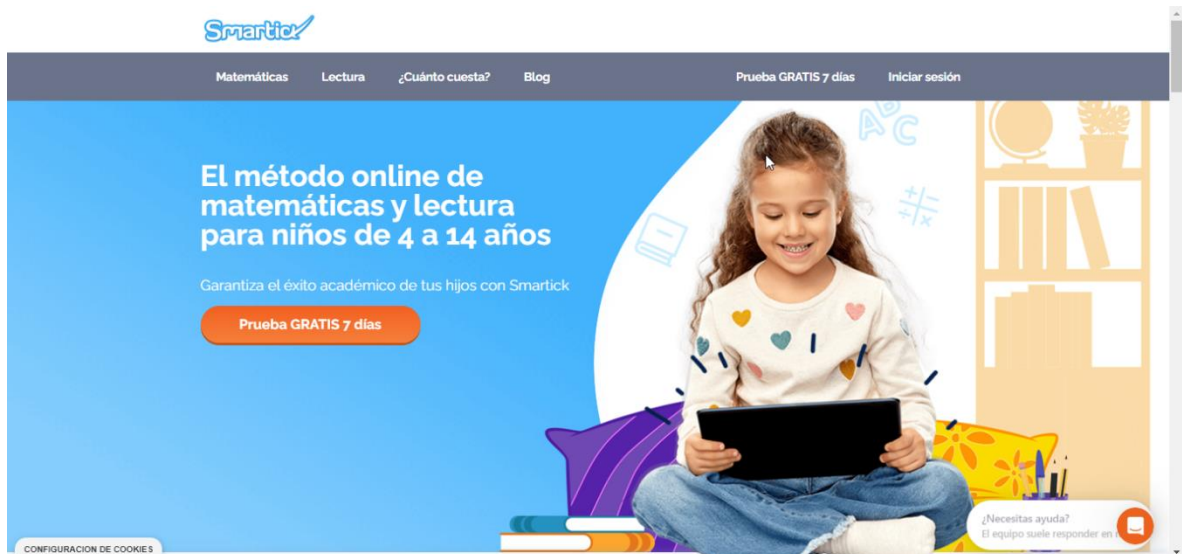 Smartick
Matemáticas Lectura ¿Cuánto cuesta? Blog Prueba GRATIS 7 días Iniciar sesión
El método online de
matemáticas y lectura
para niños de 4 a 14 años
Garantiza el éxito académico de tus hijos con Smartick
Prueba GRATIS 7 días
A B
C
¿Necesitas ayuda?
El equipo suele responder en
CONFIGURACION DE COOKIES